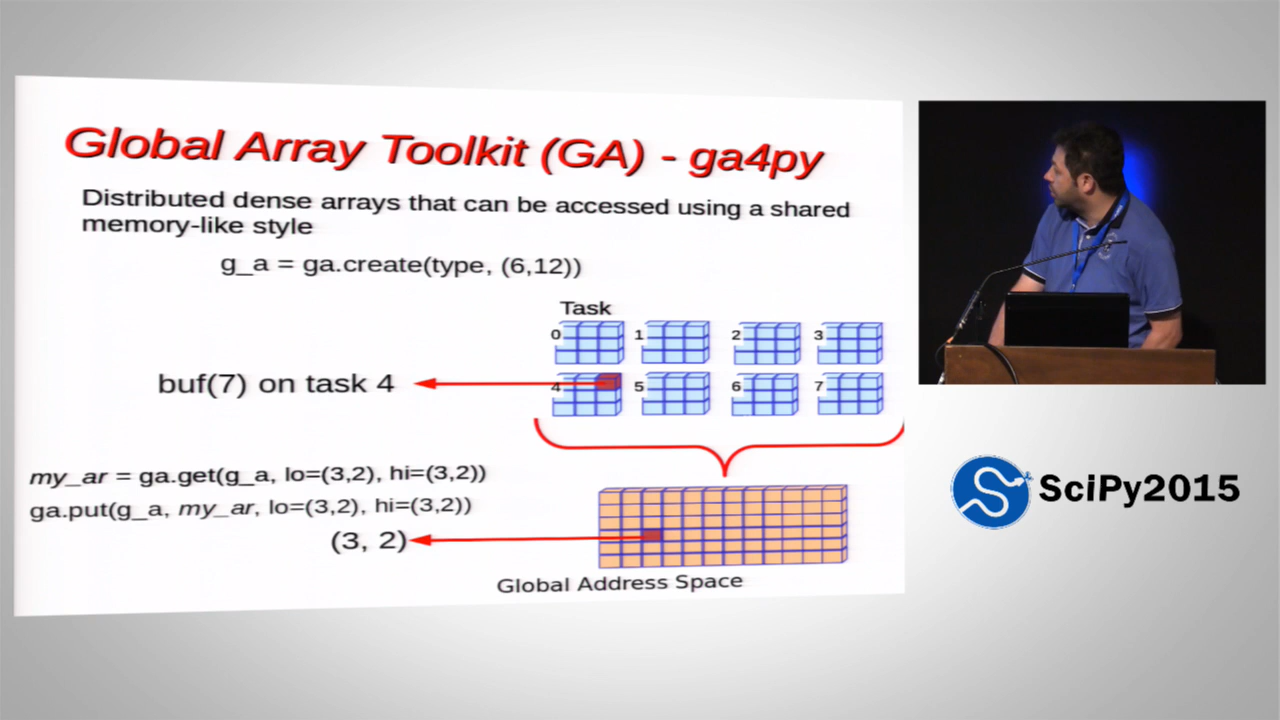 Global Array Toolkit (GA) - ga4py
Distributed dense arrays that can be accessed using a shared
memory-like style
g_a = ga.create(type, (6,12))
Task
0 1 2 3
buf(7) on task 4
4 5 6 7
my_ar = ga.get(g_a, lo=(3,2), hi=(3,2))
ga.put(g_a, my_ar, lo=(3,2), hi=(3,2))
(3, 2)
Global Address Space
SciPy2015